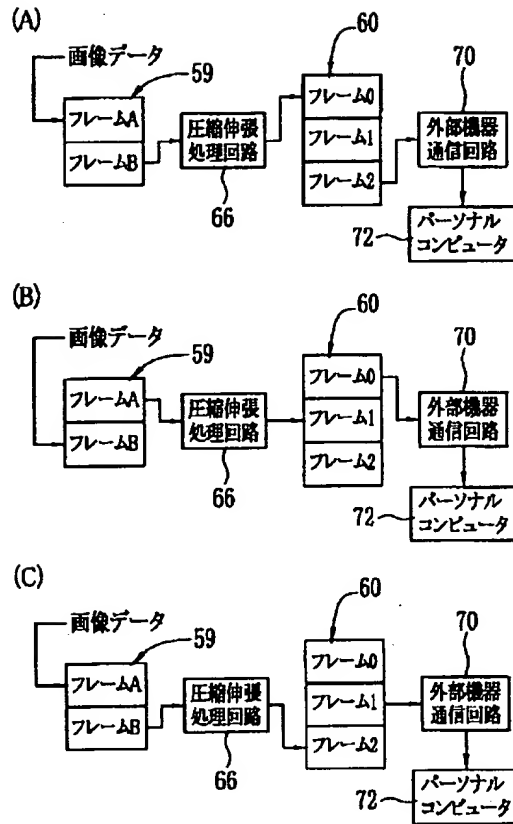 (A)
画像データ
59
フレームA
フレームB
圧縮伸張
処理回路
66
60
フレーム0
フレーム1
フレーム2
70
外部機器
通信回路
72
パーソナル
コンピュータ
(B)
画像データ
59
フレームA
フレームB
圧縮伸張
処理回路
66
60
フレーム0
フレーム1
フレーム2
70
外部機器
通信回路
72
パーソナル
コンピュータ
(C)
画像データ
59
フレームA
フレームB
圧縮伸張
処理回路
66
60
フレーム0
フレーム1
フレーム2
70
外部機器
通信回路
72
パーソナル
コンピュータ